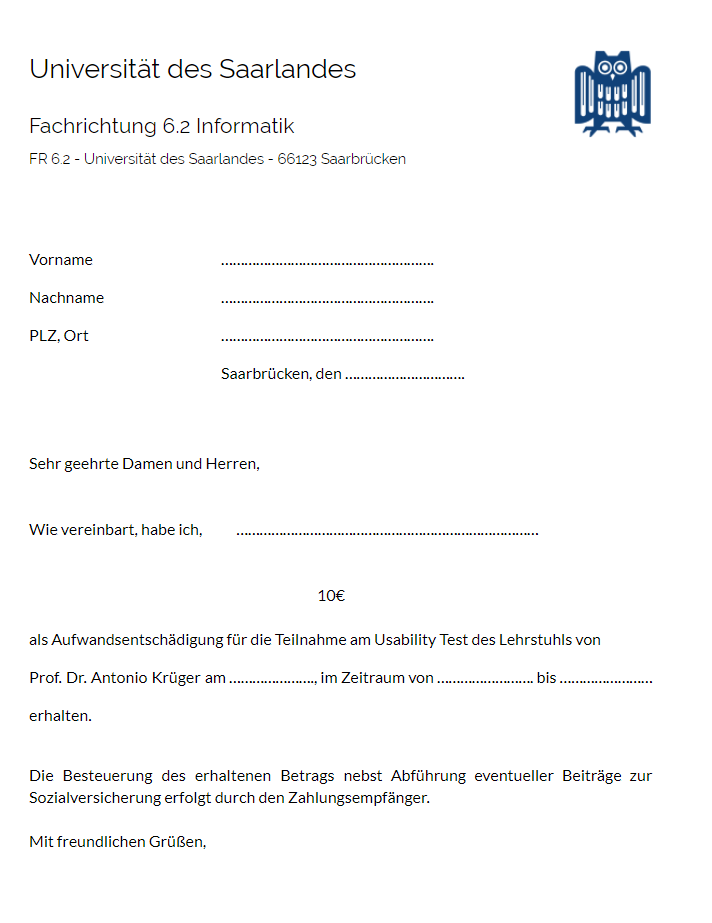 Universität des Saarlandes
Fachrichtung 6.2 Informatik
FR 6.2 - Universität des Saarlandes - 66123 Saarbrücken
Vorname ……………………………………………….
Nachname ……………………………………………….
PLZ, Ort ……………………………………………….
Saarbrücken, den ………………………….
Sehr geehrte Damen und Herren,
Wie vereinbart, habe ich, ……………………………………………………………………
10€
als Aufwandsentschädigung für die Teilnahme am Usability Test des Lehrstuhls von
Prof. Dr. Antonio Krüger am …………………., im Zeitraum von ……………………. bis ……………………
erhalten.
Die Besteuerung des erhaltenen Betrags nebst Abführung eventueller Beiträge zur
Sozialversicherung erfolgt durch den Zahlungsempfänger.
Mit freundlichen Grüßen,